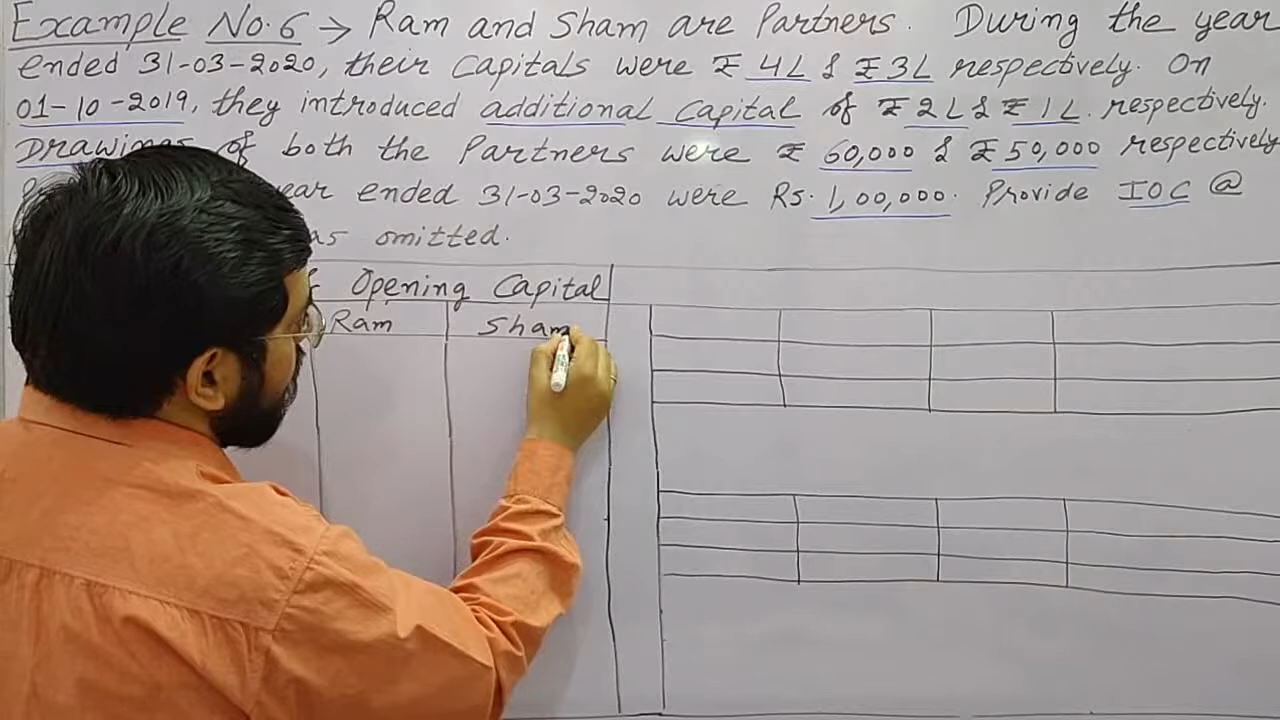 Example No. 6 → Ram and Sham are Partners. During the year
ended 31-03-2020, their capitals were ₹ 4L & ₹ 3L respectively. On
01-10-2019, they introduced additional capital of ₹ 2L & ₹ 1L. respectively.
Drawings of both the Partners were ₹ 60,000 & ₹ 50,000 respectively
ended 31-03-2020 were Rs. 1,00,000. Provide IOC @
omitted.
Opening Capital
Ram Sham